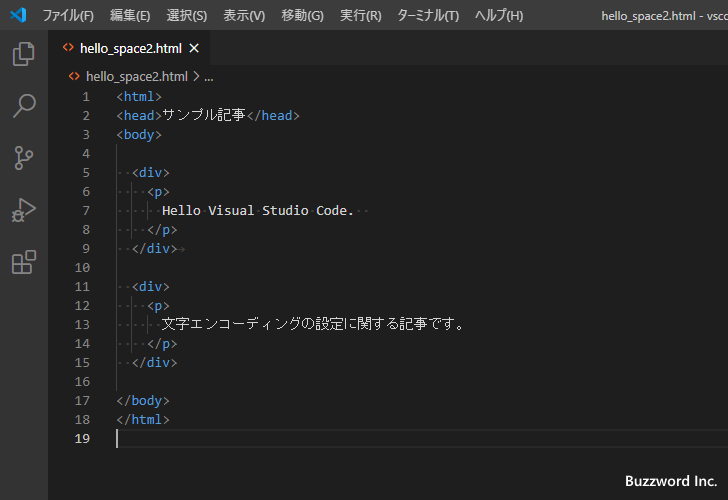 ファイル(F) 編集(E) 選択(S) 表示(V) 移動(G) 実行(R) ターミナル(T) ヘルプ(H) hello_space2.html - vsco
hello_space2.html
hello_space2.html > ...
1 <html>
2 <head>サンプル記事</head>
3 <body>
4
5 <div>
6 <p>
7 Hello Visual Studio Code.
8 </p>
9 </div>
10
11 <div>
12 <p>
13 文字エンコーディングの設定に関する記事です。
14 </p>
15 </div>
16
17 </body>
18 </html>
19
Buzzword Inc.